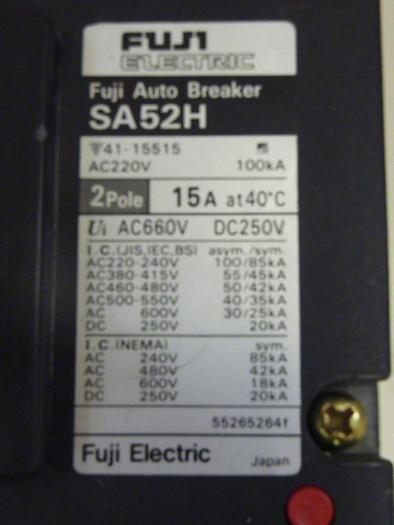 FUJI
ELECTRIC
Fuji Auto Breaker
SA52H
▽41-15515
AC220V 100kA
2Pole 15A at 40°C
Ui AC660V DC250V
I.C.(JIS,IEC,BS) asym./sym.
AC220-240V 100/85kA
AC380-415V 55/45kA
AC460-480V 50/42kA
AC500-550V 40/35kA
AC 600V 30/25kA
DC 250V 20kA
I.C.(NEMA) sym.
AC 240V 85kA
AC 480V 42kA
AC 600V 18kA
DC 250V 20kA
55265264f
Fuji Electric Japan